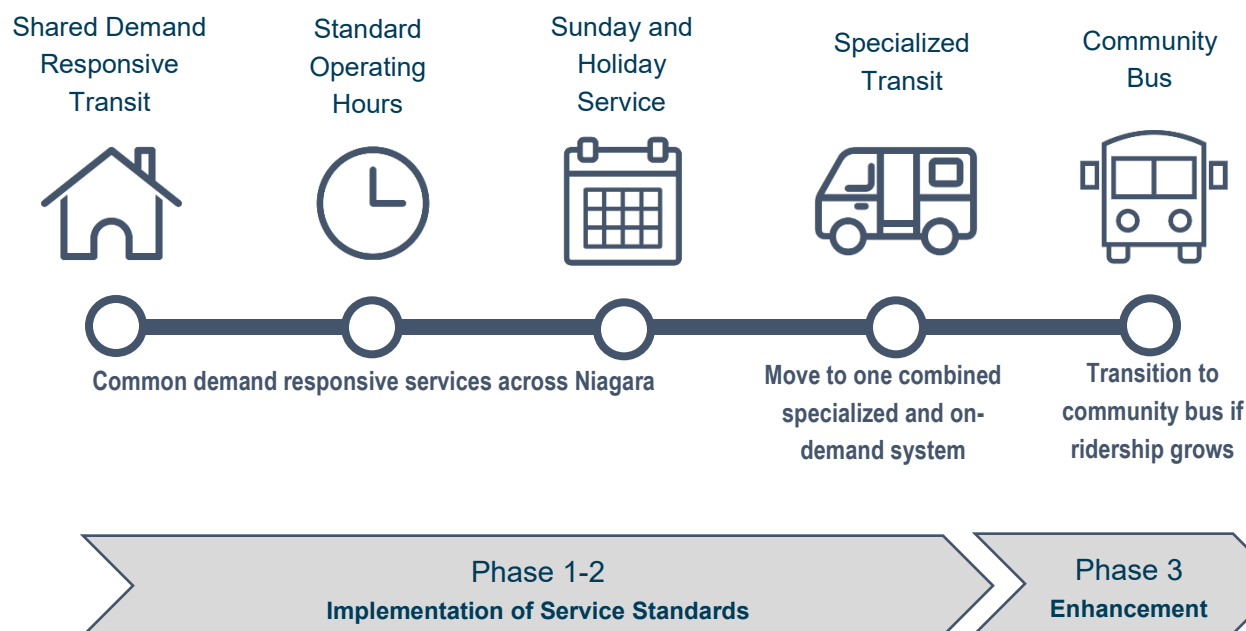 Shared Demand
Responsive
Transit
Standard
Operating
Hours
Sunday and
Holiday
Service
Specialized
Transit
Community
Bus
Common demand responsive services across Niagara
Move to one combined
specialized and on-
demand system
Transition to
community bus if
ridership grows
Phase 1-2
Implementation of Service Standards
Phase 3
Enhancement